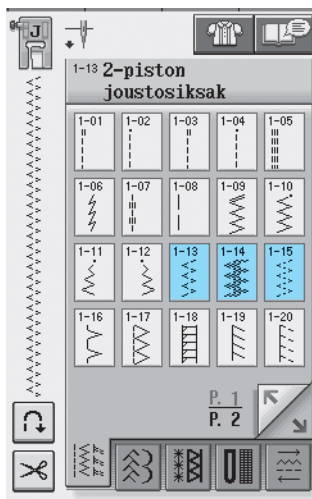 J
1-13 2-piston
joustosiksak
1-01 1-02 1-03 1-04 1-05
1-06 1-07 1-08 1-09 1-10
1-11 1-12 1-13 1-14 1-15
1-16 1-17 1-18 1-19 1-20
P. 1
P. 2